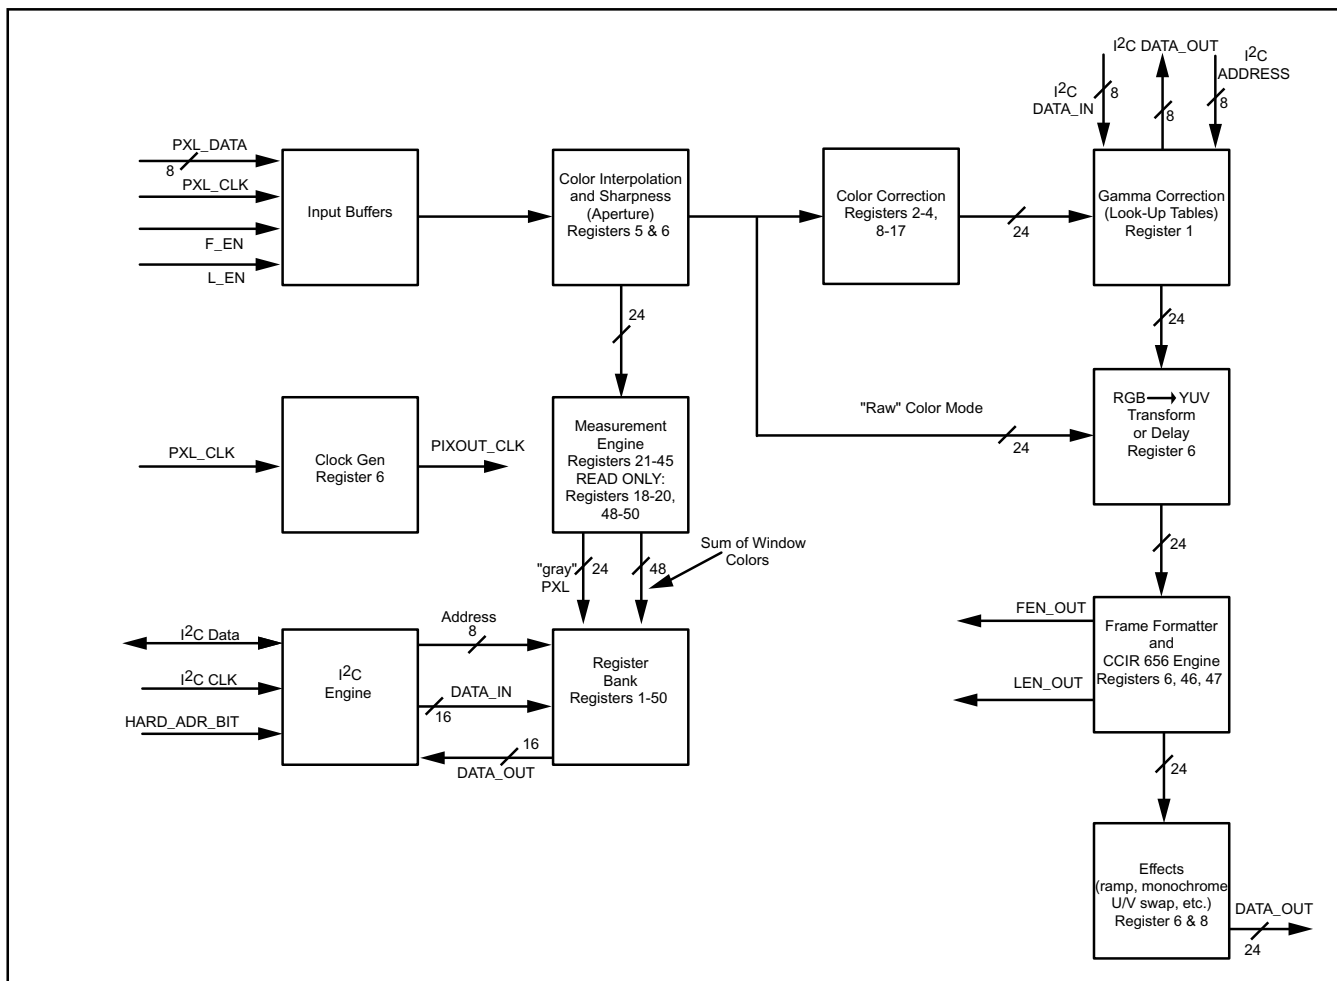 I2C DATA_OUT
I2C
DATA_IN
8
8
I2C
ADDRESS
8
PXL_DATA
8
PXL_CLK
F_EN
L_EN
Input Buffers
Color Interpolation
and Sharpness
(Aperture)
Registers 5 & 6
Color Correction
Registers 2-4,
8-17
24
Gamma Correction
(Look-Up Tables)
Register 1
24
24
"Raw" Color Mode
24
RGB YUV
Transform
or Delay
Register 6
PXL_CLK
Clock Gen
Register 6
PIXOUT_CLK
Measurement
Engine
Registers 21-45
READ ONLY:
Registers 18-20,
48-50
24
"gray"
PXL
24
48
Sum of Window
Colors
I2C Data
I2C CLK
HARD_ADR_BIT
I2C
Engine
Address
8
DATA_IN
16
16
DATA_OUT
Register
Bank
Registers 1-50
FEN_OUT
LEN_OUT
Frame Formatter
and
CCIR 656 Engine
Registers 6, 46, 47
24
Effects
(ramp, monochrome
U/V swap, etc.)
Register 6 & 8
DATA_OUT
24